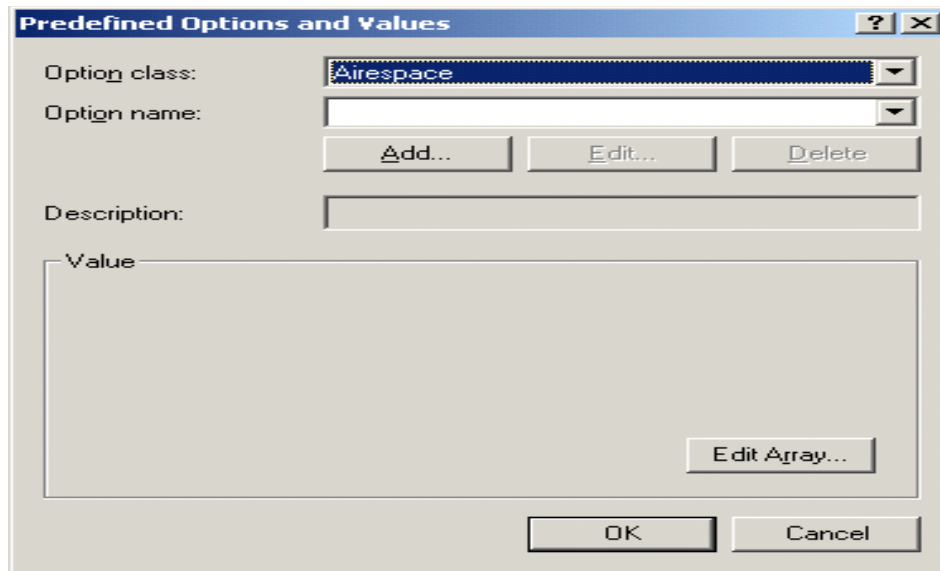 Predefined Options and Values
Option class: Airespace
Option name:
Add... Edit... Delete
Description:
Value
Edit Array...
OK Cancel